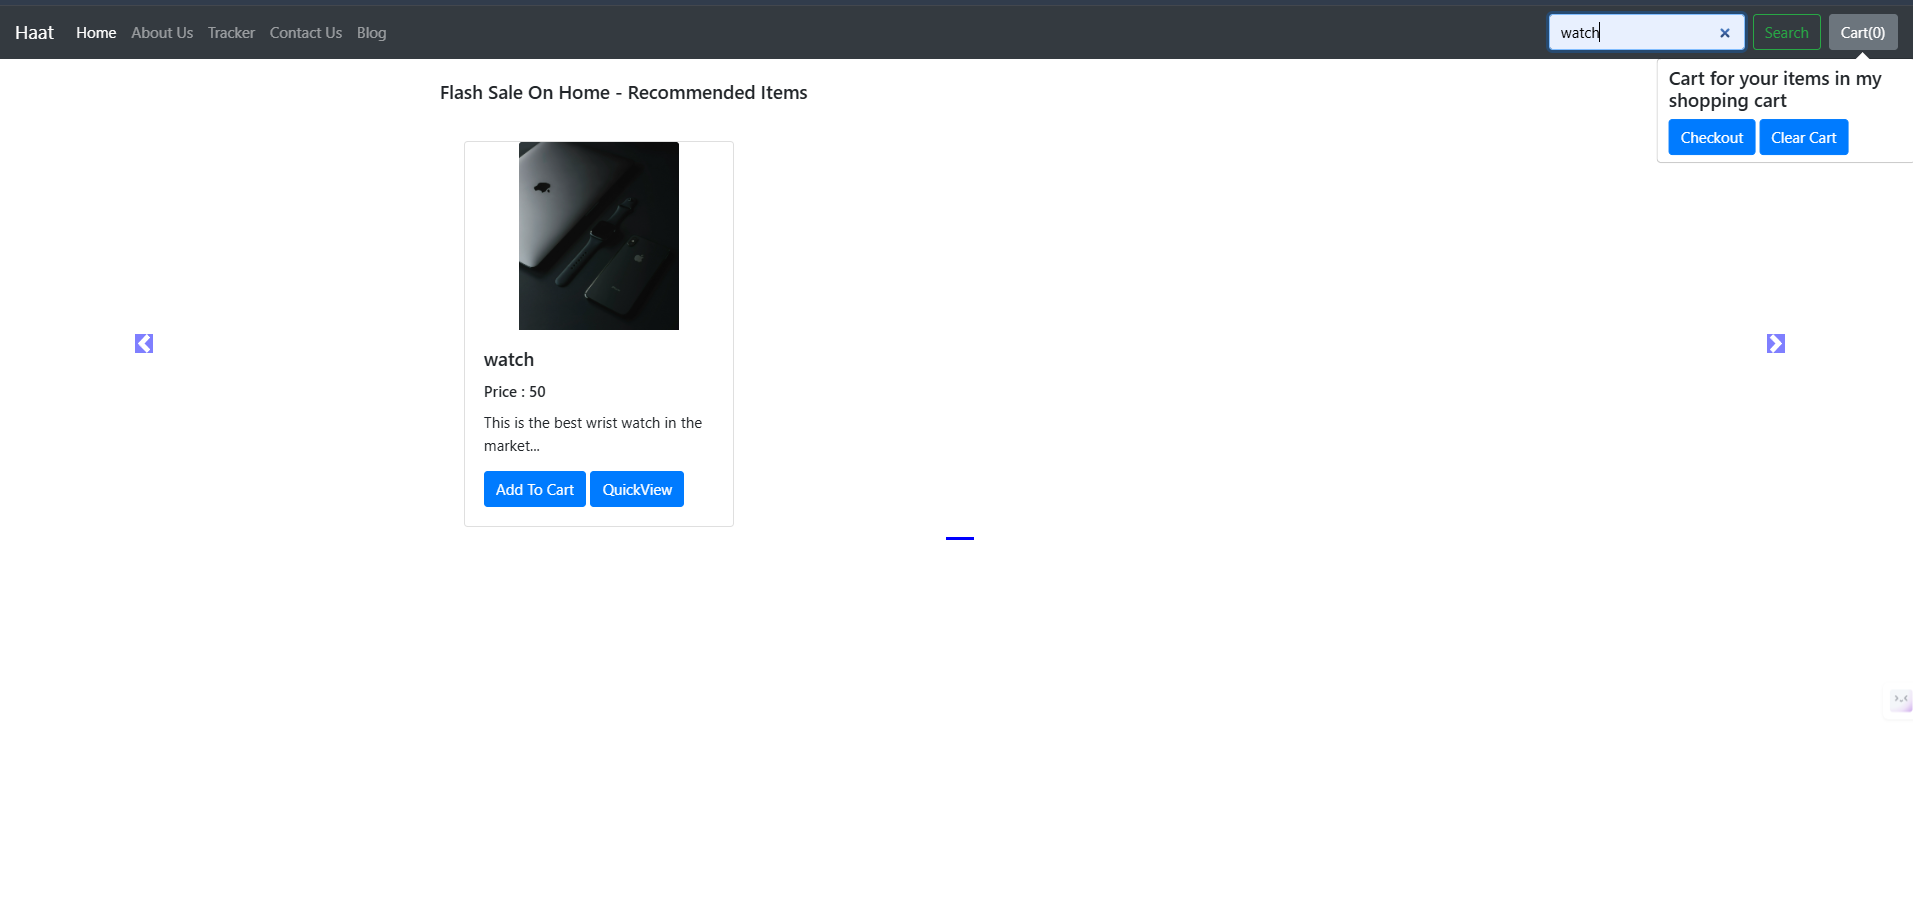 Haat Home About Us Tracker Contact Us Blog watch Search Cart(0)
Cart for your items in my
shopping cart
Checkout Clear Cart
Flash Sale On Home - Recommended Items
watch
Price : 50
This is the best wrist watch in the
market...
Add To Cart QuickView